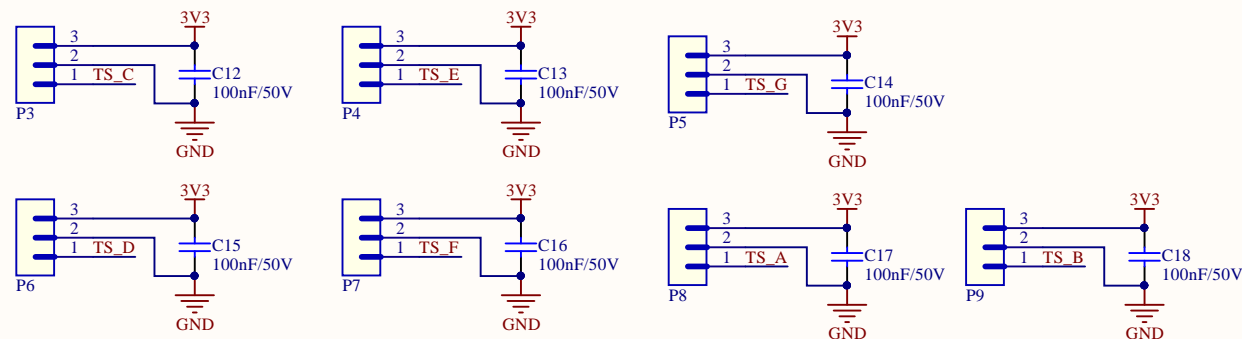 3V3
3
2
1 TS_C
C12
100nF/50V
P3
GND
3V3
3
2
1 TS_E
C13
100nF/50V
P4
GND
3V3
3
2
1 TS_G
C14
100nF/50V
P5
GND
3V3
3
2
1 TS_D
C15
100nF/50V
P6
GND
3V3
3
2
1 TS_F
C16
100nF/50V
P7
GND
3V3
3
2
1 TS_A
C17
100nF/50V
P8
GND
3V3
3
2
1 TS_B
C18
100nF/50V
P9
GND